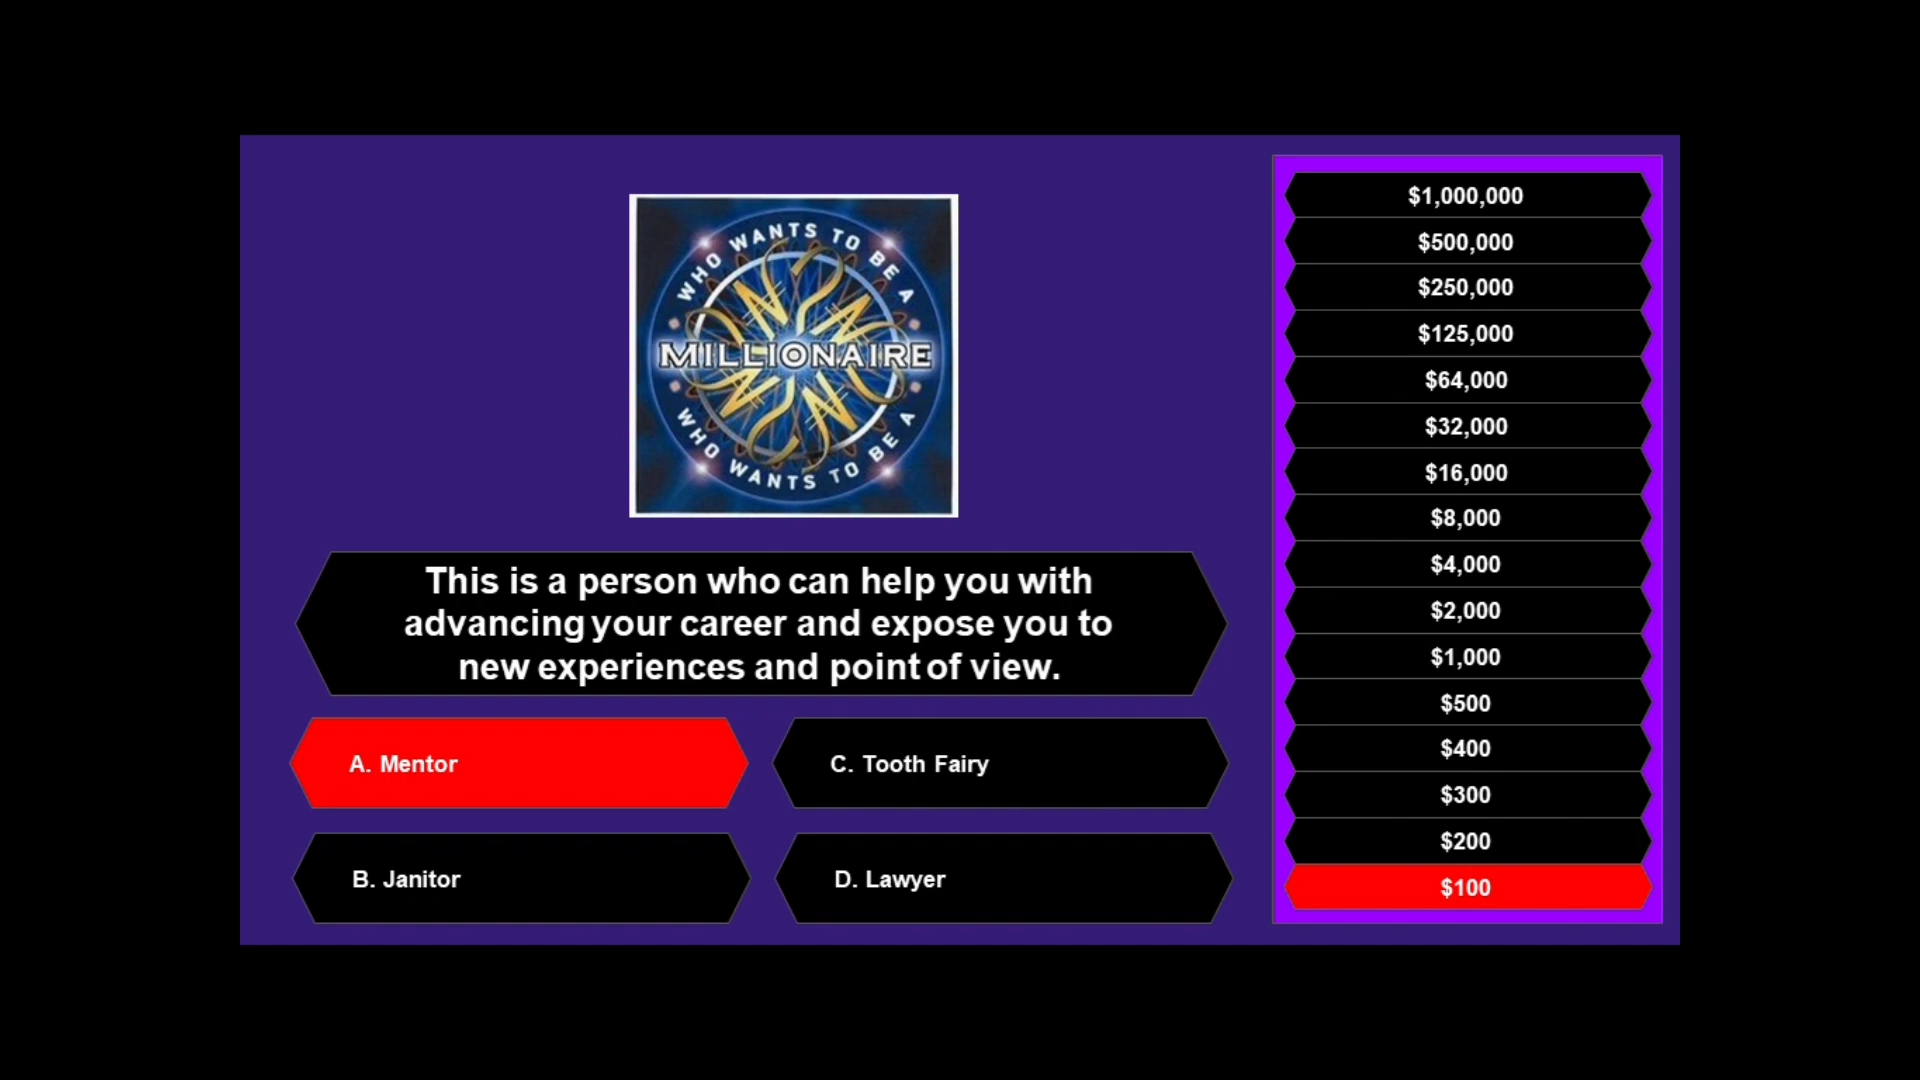 WHO WANTS TO BE A
MILLIONAIRE
WHO WANTS TO BE A
This is a person who can help you with
advancing your career and expose you to
new experiences and point of view.
A. Mentor
C. Tooth Fairy
B. Janitor
D. Lawyer
$1,000,000
$500,000
$250,000
$125,000
$64,000
$32,000
$16,000
$8,000
$4,000
$2,000
$1,000
$500
$400
$300
$200
$100